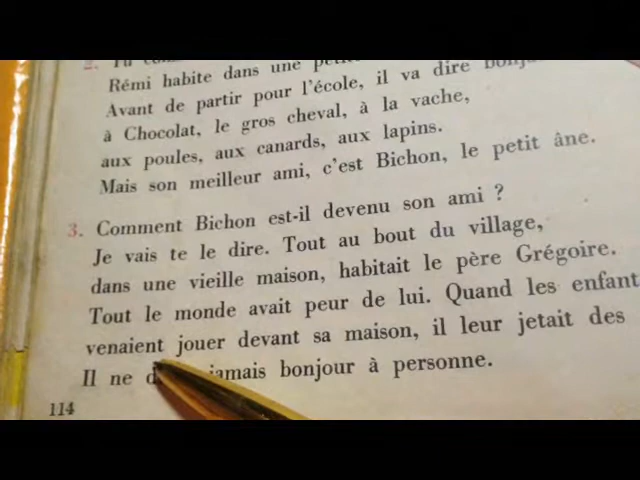 2. Tu
Rémi habite dans une
Avant de partir pour l'école, il va dire
à Chocolat, le gros cheval, à la vache,
aux poules, aux canards, aux lapins.
Mais son meilleur ami, c'est Bichon, le petit âne.
3. Comment Bichon est-il devenu son ami ?
Je vais te le dire. Tout au bout du village,
dans une vieille maison, habitait le père Grégoire.
Tout le monde avait peur de lui. Quand les enfant
venaient jouer devant sa maison, il leur jetait des
Il ne jamais bonjour à personne.
114